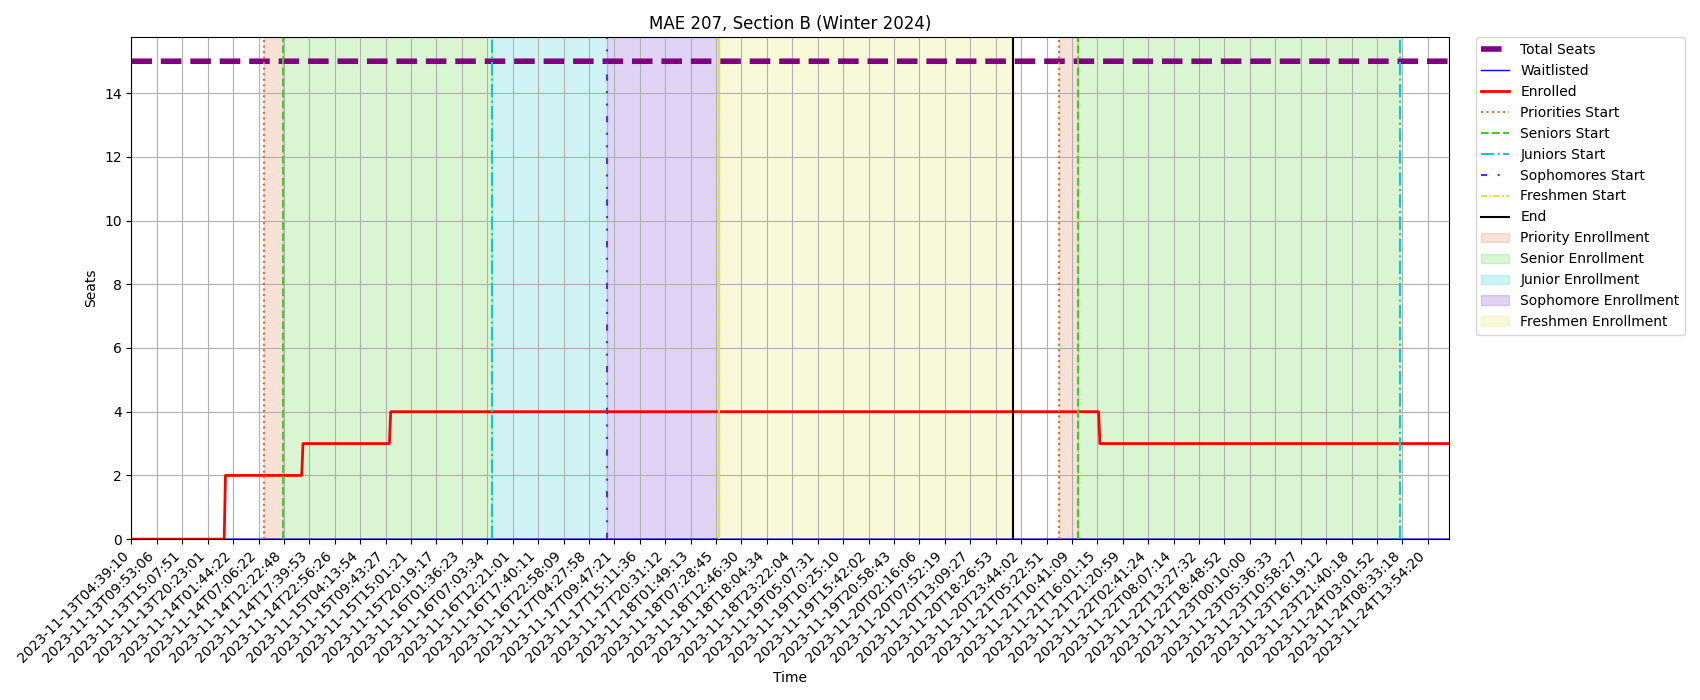 MAE 207, Section B (Winter 2024)
Total Seats
Waitlisted
Enrolled
Priorities Start
Seniors Start
Juniors Start
Sophomores Start
Freshmen Start
End
Priority Enrollment
Senior Enrollment
Junior Enrollment
Sophomore Enrollment
Freshmen Enrollment
Seats
14
12
10
8
6
4
2
0
2023-11-13T04:39:10
2023-11-13T09:53:06
2023-11-13T15:07:51
2023-11-13T20:23:01
2023-11-14T01:44:22
2023-11-14T07:06:22
2023-11-14T12:22:48
2023-11-14T17:39:53
2023-11-14T22:56:26
2023-11-15T04:13:54
2023-11-15T09:43:27
2023-11-15T15:01:21
2023-11-15T20:19:17
2023-11-16T01:36:23
2023-11-16T07:03:34
2023-11-16T12:21:01
2023-11-16T17:40:11
2023-11-16T22:58:09
2023-11-17T04:27:58
2023-11-17T09:47:21
2023-11-17T15:11:36
2023-11-17T20:31:12
2023-11-18T01:49:13
2023-11-18T07:28:45
2023-11-18T12:46:30
2023-11-18T18:04:34
2023-11-18T23:22:04
2023-11-19T05:07:31
2023-11-19T10:25:10
2023-11-19T15:42:02
2023-11-19T20:58:43
2023-11-20T02:16:06
2023-11-20T07:52:19
2023-11-20T13:09:27
2023-11-20T18:26:53
2023-11-20T23:44:02
2023-11-21T05:22:51
2023-11-21T10:41:09
2023-11-21T16:01:15
2023-11-21T21:20:59
2023-11-22T02:41:24
2023-11-22T08:07:14
2023-11-22T13:27:32
2023-11-22T18:48:52
2023-11-23T00:10:00
2023-11-23T05:36:33
2023-11-23T10:58:27
2023-11-23T16:19:12
2023-11-23T21:40:18
2023-11-24T03:01:52
2023-11-24T08:33:18
2023-11-24T13:54:20
Time